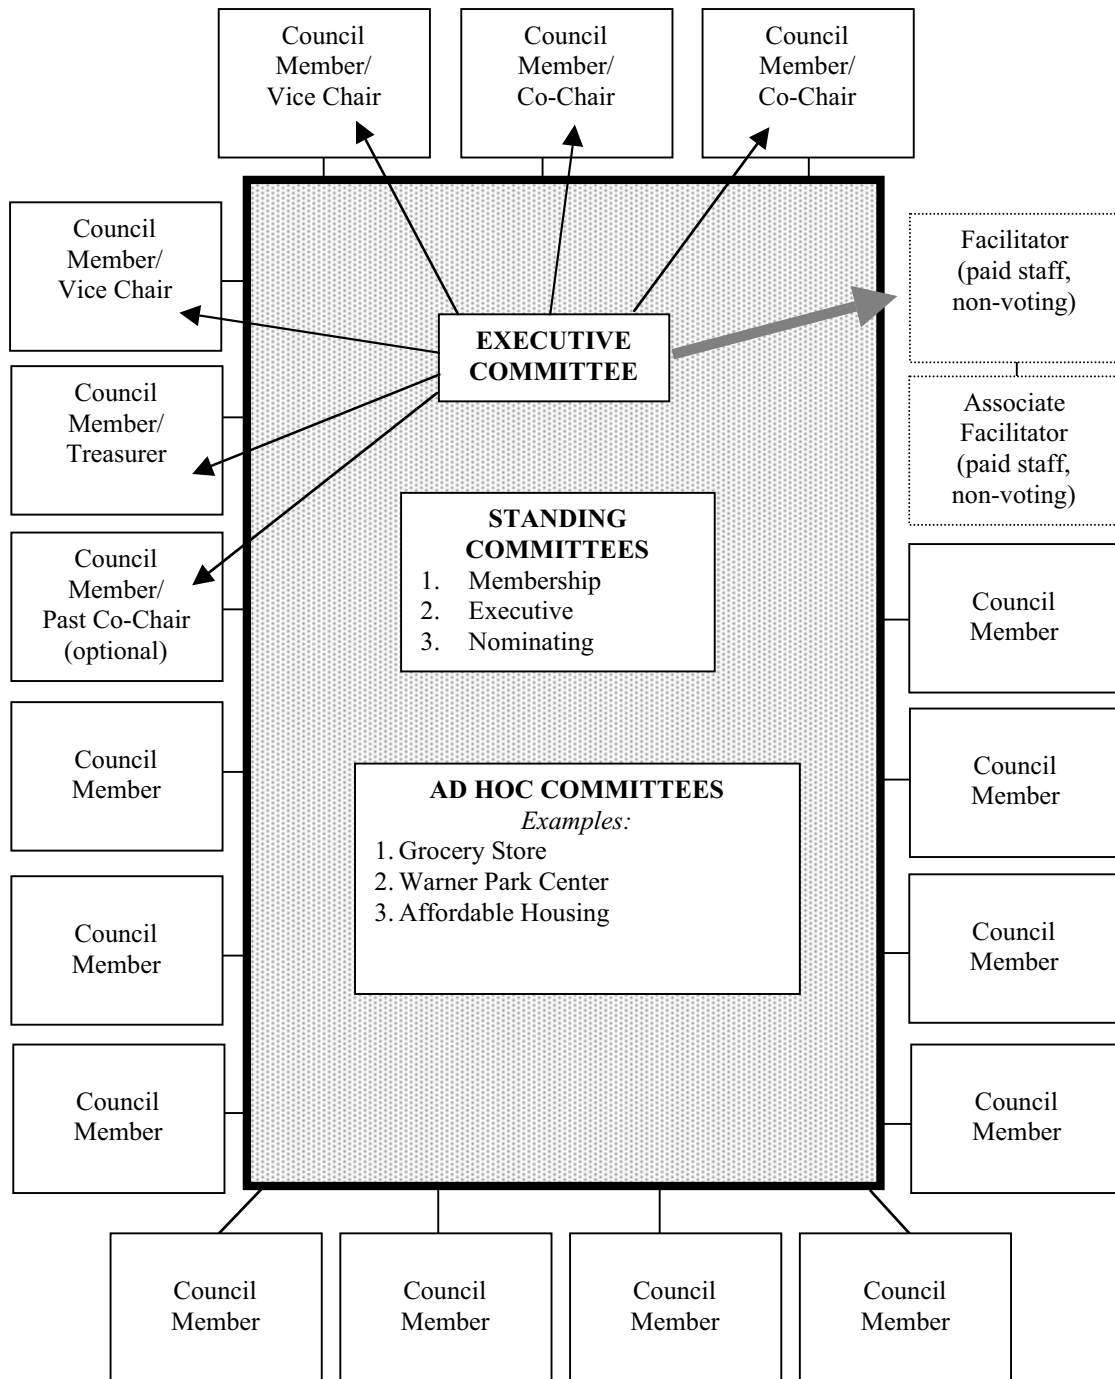 Council
Member/
Vice Chair
Council
Member/
Co-Chair
Council
Member/
Co-Chair
Council
Member/
Vice Chair
Facilitator
(paid staff,
non-voting)
EXECUTIVE
COMMITTEE
Council
Member/
Treasurer
Associate
Facilitator
(paid staff,
non-voting)
STANDING
COMMITTEES
1. Membership
2. Executive
3. Nominating
Council
Member/
Past Co-Chair
(optional)
Council
Member
Council
Member
Council
Member
AD HOC COMMITTEES
Examples:
1. Grocery Store
2. Warner Park Center
3. Affordable Housing
Council
Member
Council
Member
Council
Member
Council
Member
Council
Member
Council
Member
Council
Member
Council
Member